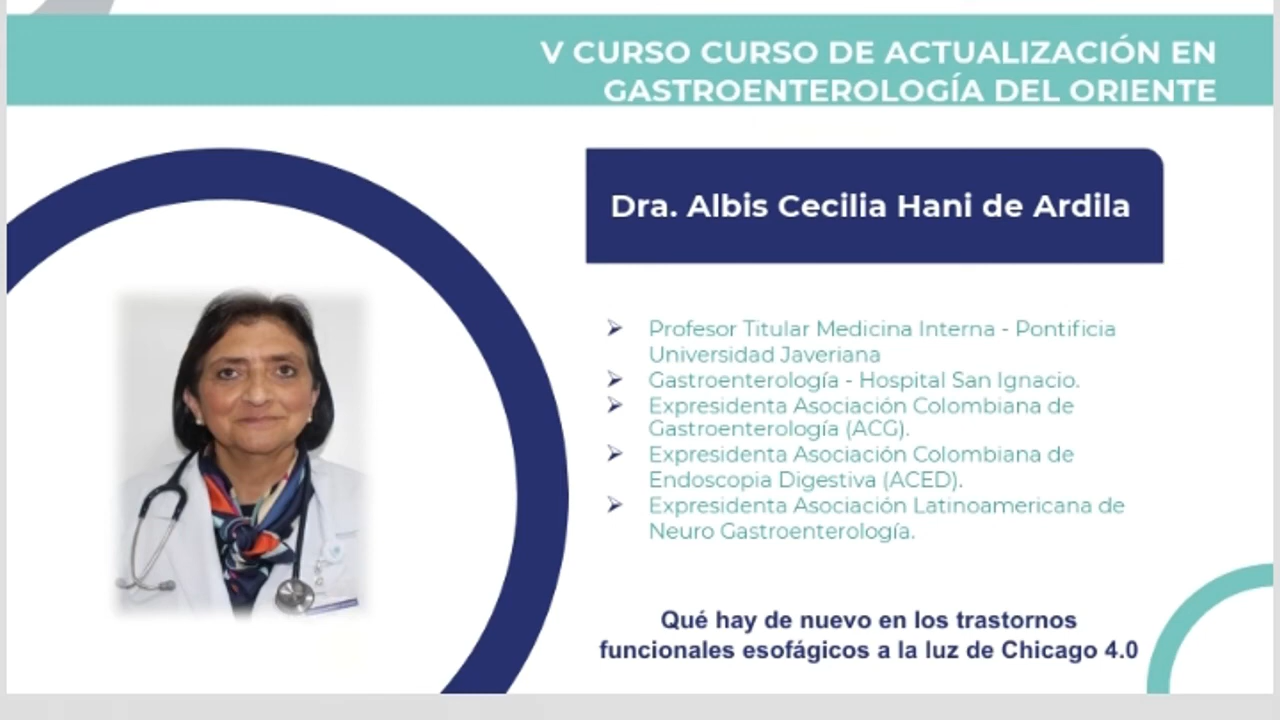 V CURSO CURSO DE ACTUALIZACIÓN EN
GASTROENTEROLOGÍA DEL ORIENTE
Dra. Albis Cecilia Hani de Ardila
Profesor Titular Medicina Interna - Pontificia
Universidad Javeriana
Gastroenterología - Hospital San Ignacio.
Expresidenta Asociación Colombiana de
Gastroenterología (ACG).
Expresidenta Asociación Colombiana de
Endoscopia Digestiva (ACED).
Expresidenta Asociación Latinoamericana de
Neuro Gastroenterología.
Qué hay de nuevo en los trastornos
funcionales esofágicos a la luz de Chicago 4.0